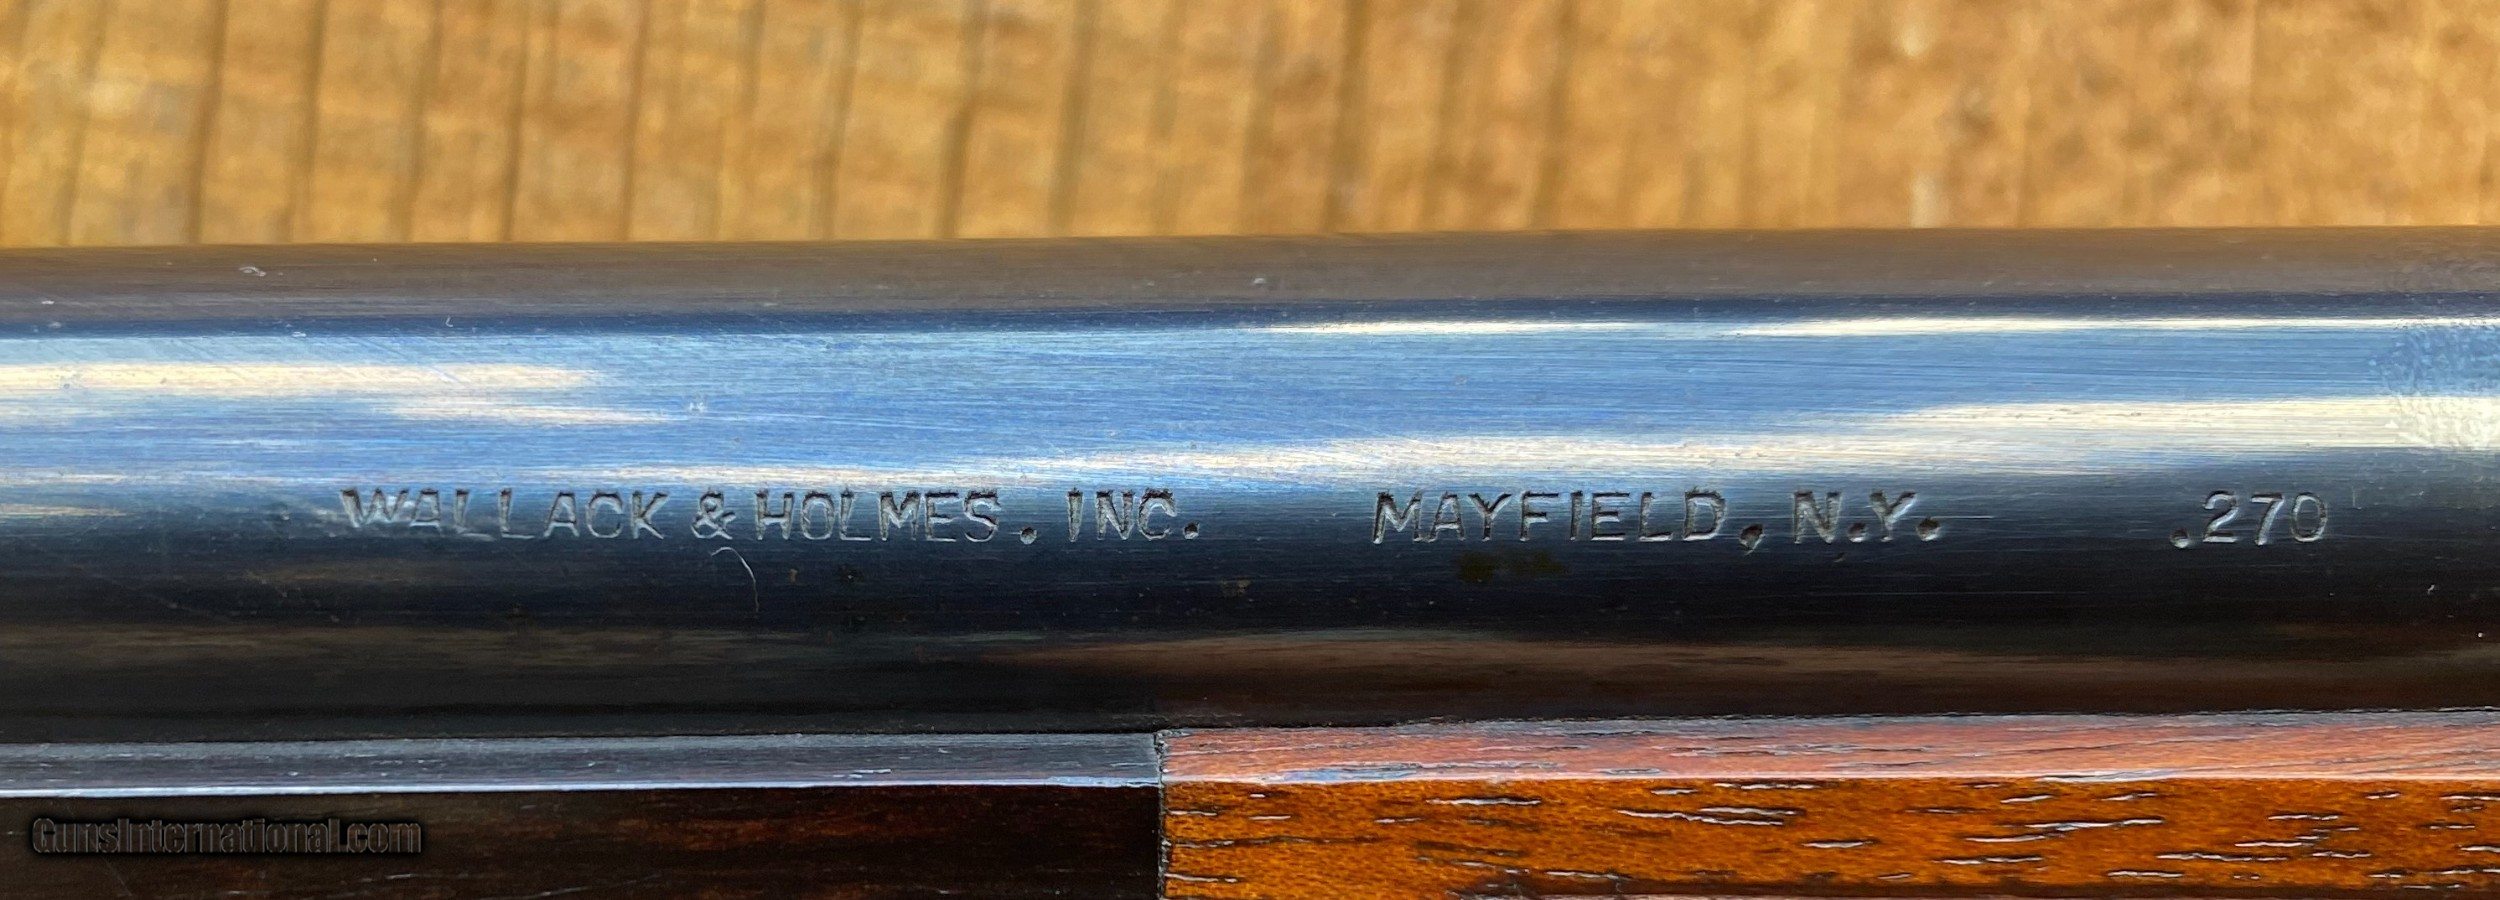 WALLACK & HOLMES. INC. MAYFIELD, N.Y. .270
GunsInternational.com